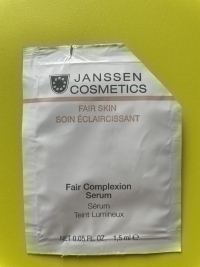 JANSSEN
COSMETICS
FAIR SKIN
SOIN ÉCLAIRCISSANT
Fair Complexion
Serum
Sérum
Teint Lumineux
NET 0.05 FL. OZ. 1,5 ml ℮